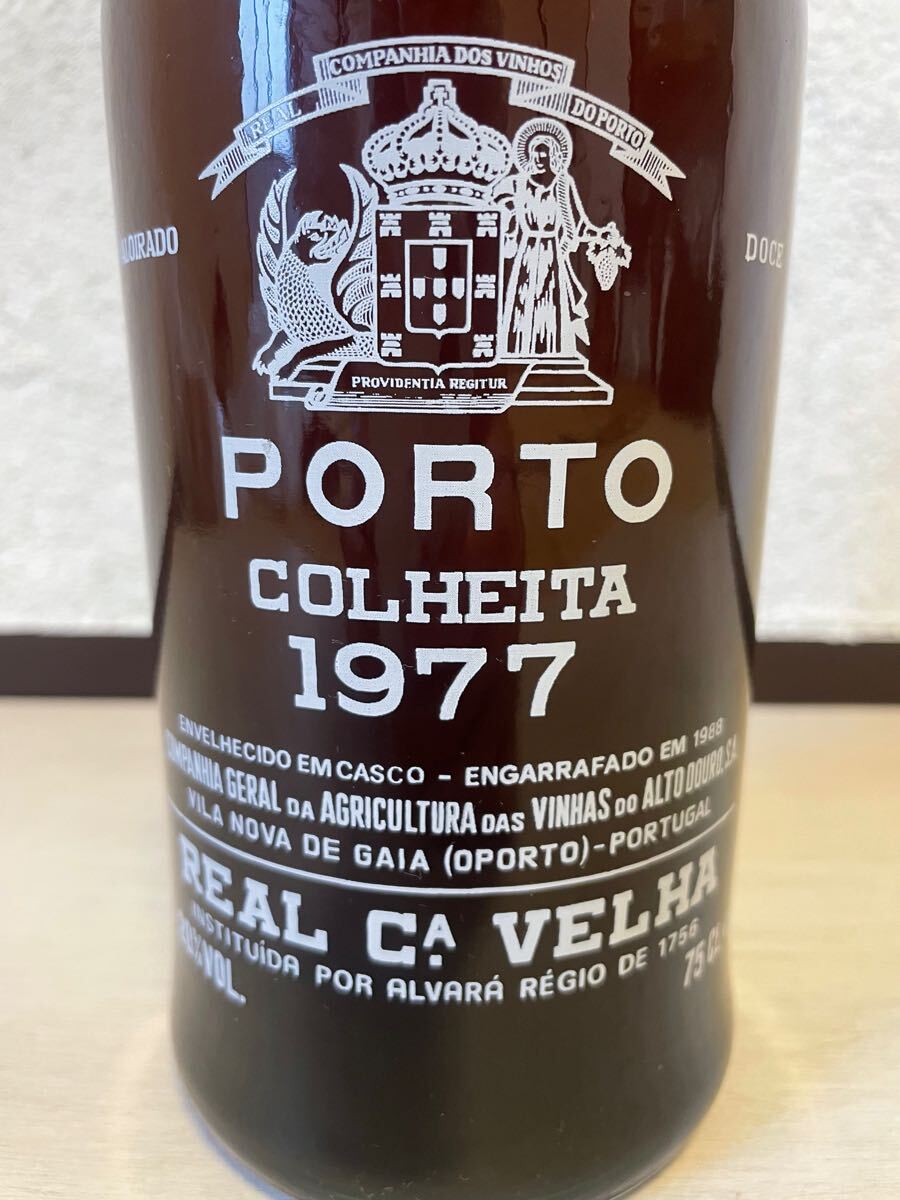 REAL COMPANHIA DOS VINHOS DO PORTO
ALOIRADO
DOCE
PROVIDENTIA REGITUR
PORTO
COLHEITA
1977
ENVELHECIDO EM CASCO - ENGARRAFADO EM 1988
COMPANHIA GERAL DA AGRICULTURA DAS VINHAS DO ALTO DOURO, S.A.
VILA NOVA DE GAIA (OPORTO) - PORTUGAL
REAL CA. VELHA
INSTITUÍDA POR ALVARÁ RÉGIO DE 1756
VOL.
75 CL